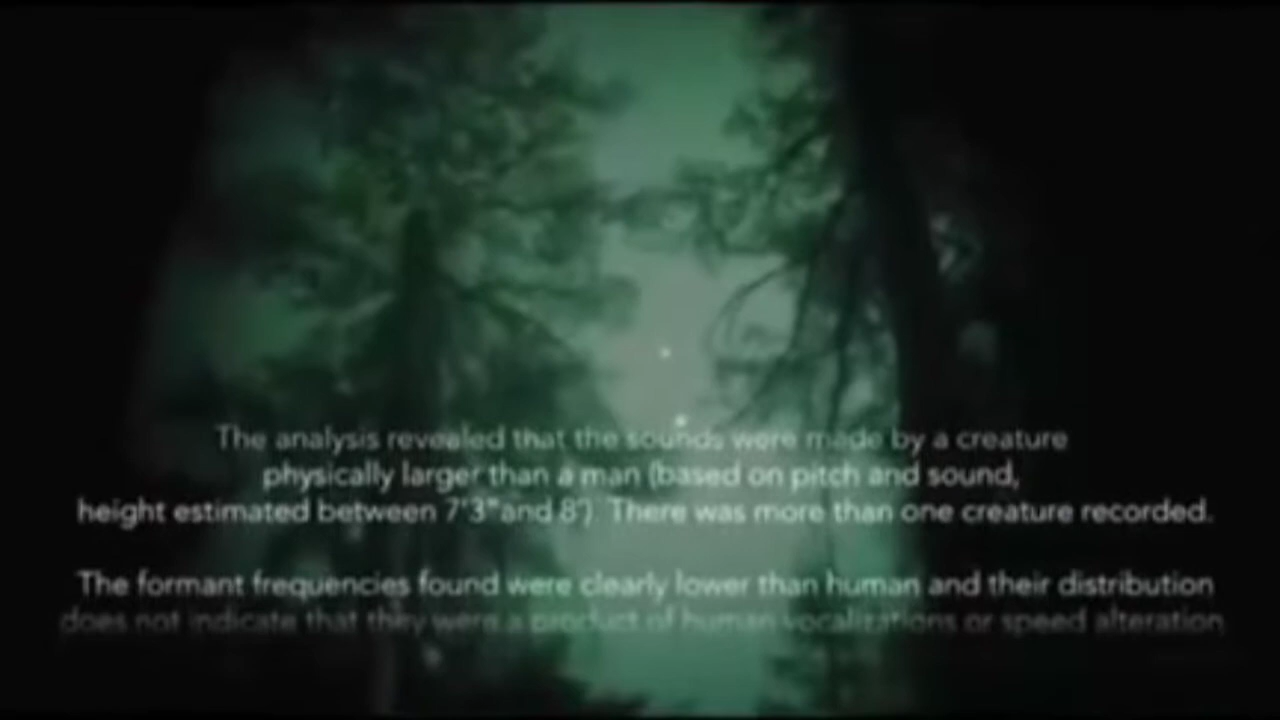 The analysis revealed that the sounds were made by a creature
physically larger than a man (based on pitch and sound,
height estimated between 7'3" and 8'). There was more than one creature recorded.
The formant frequencies found were clearly lower than human and their distribution
does not indicate that they were a product of human vocalizations or speed alteration